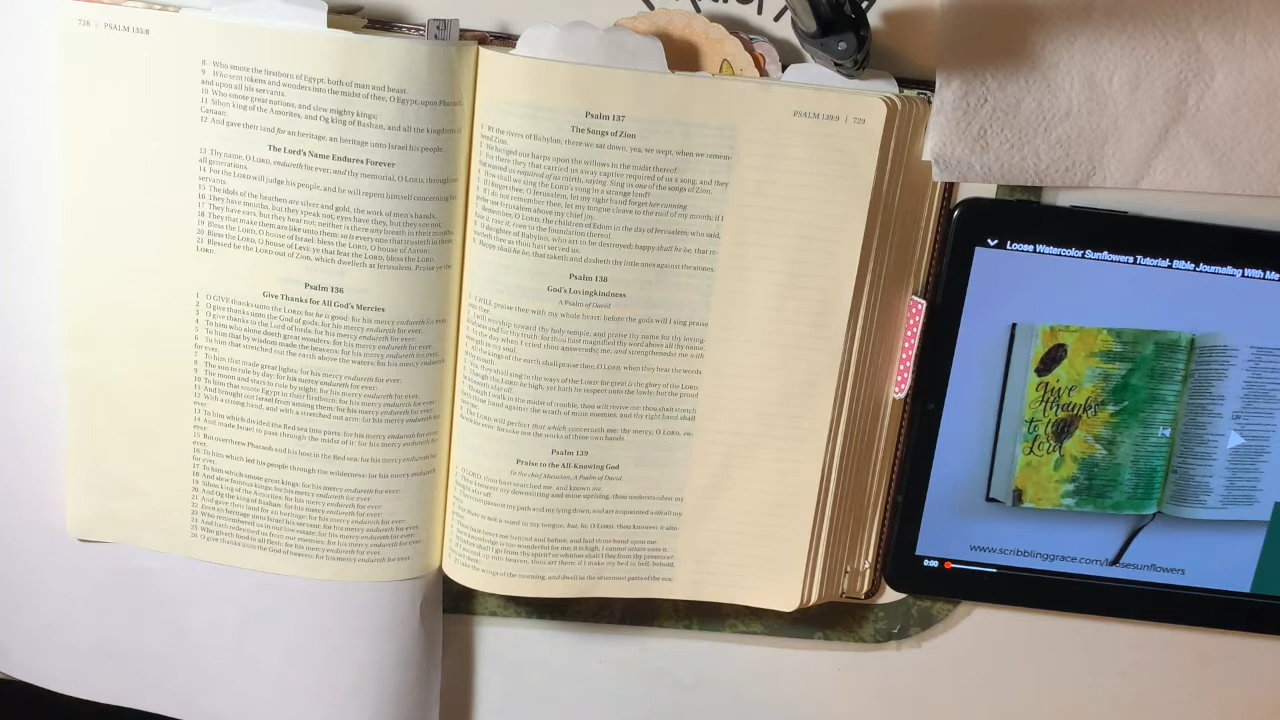 728 | PSALM 135:8
8 Who smote the firstborn of Egypt, both of man and beast.
9 Who sent tokens and wonders into the midst of thee, O Egypt, upon Pharaoh,
and upon all his servants.
10 Who smote great nations, and slew mighty kings;
11 Sihon king of the Amorites, and Og king of Bashan, and all the kingdoms of
Canaan:
12 And gave their land for an heritage, an heritage unto Israel his people.
The Lord's Name Endures Forever
13 Thy name, O LORD, endureth for ever; and thy memorial, O LORD, throughout
all generations.
14 For the LORD will judge his people, and he will repent himself concerning his
servants.
15 The idols of the heathen are silver and gold, the work of men's hands.
16 They have mouths, but they speak not; eyes have they, but they see not;
17 They have ears, but they hear not; neither is there any breath in their mouths.
18 They that make them are like unto them: so is every one that trusteth in them.
19 Bless the LORD, O house of Israel: bless the LORD, O house of Aaron:
20 Bless the LORD, O house of Levi: ye that fear the LORD, bless the LORD.
21 Blessed be the LORD out of Zion, which dwelleth at Jerusalem. Praise ye the
LORD.
Psalm 136
Give Thanks for All God's Mercies
1 O GIVE thanks unto the LORD; for he is good: for his mercy endureth for ever.
2 O give thanks unto the God of gods: for his mercy endureth for ever.
3 O give thanks to the Lord of lords: for his mercy endureth for ever.
4 To him who alone doeth great wonders: for his mercy endureth for ever.
5 To him that by wisdom made the heavens: for his mercy endureth for ever.
6 To him that stretched out the earth above the waters: for his mercy endureth
for ever.
7 To him that made great lights: for his mercy endureth for ever:
8 The sun to rule by day: for his mercy endureth for ever:
9 The moon and stars to rule by night: for his mercy endureth for ever.
10 To him that smote Egypt in their firstborn: for his mercy endureth for ever:
11 And brought out Israel from among them: for his mercy endureth for ever:
12 With a strong hand, and with a stretched out arm: for his mercy endureth for
ever.
13 To him which divided the Red sea into parts: for his mercy endureth for ever:
14 And made Israel to pass through the midst of it: for his mercy endureth for
ever:
15 But overthrew Pharaoh and his host in the Red sea: for his mercy endureth for
ever.
16 To him which led his people through the wilderness: for his mercy endureth
for ever.
17 To him which smote great kings: for his mercy endureth for ever:
18 And slew famous kings: for his mercy endureth for ever:
19 Sihon king of the Amorites: for his mercy endureth for ever:
20 And Og the king of Bashan: for his mercy endureth for ever:
21 And gave their land for an heritage: for his mercy endureth for ever:
22 Even an heritage unto Israel his servant: for his mercy endureth for ever.
23 Who remembered us in our low estate: for his mercy endureth for ever:
24 And hath redeemed us from our enemies: for his mercy endureth for ever.
25 Who giveth food to all flesh: for his mercy endureth for ever.
26 O give thanks unto the God of heaven: for his mercy endureth for ever.
PSALM 139:9 | 729
Psalm 137
The Songs of Zion
By the rivers of Babylon, there we sat down, yea, we wept, when we remem-
bered Zion.
We hanged our harps upon the willows in the midst thereof.
For there they that carried us away captive required of us a song; and they
that wasted us required of us mirth, saying, Sing us one of the songs of Zion.
How shall we sing the LORD's song in a strange land?
If I forget thee, O Jerusalem, let my right hand forget her cunning.
If I do not remember thee, let my tongue cleave to the roof of my mouth; if I
prefer not Jerusalem above my chief joy.
Remember, O LORD, the children of Edom in the day of Jerusalem; who said,
Rase it, rase it, even to the foundation thereof.
O daughter of Babylon, who art to be destroyed; happy shall he be, that re-
wardeth thee as thou hast served us.
Happy shall he be, that taketh and dasheth thy little ones against the stones.
Psalm 138
God's Lovingkindness
A Psalm of David.
I WILL praise thee with my whole heart: before the gods will I sing praise
unto thee.
I will worship toward thy holy temple, and praise thy name for thy loving-
kindness and for thy truth: for thou hast magnified thy word above all thy name.
In the day when I cried thou answeredst me, and strengthenedst me with
strength in my soul.
All the kings of the earth shall praise thee, O LORD, when they hear the words
of thy mouth.
Yea, they shall sing in the ways of the LORD: for great is the glory of the LORD.
Though the LORD be high, yet hath he respect unto the lowly: but the proud
he knoweth afar off.
Though I walk in the midst of trouble, thou wilt revive me: thou shalt stretch
forth thine hand against the wrath of mine enemies, and thy right hand shall
save me.
The LORD will perfect that which concerneth me: thy mercy, O LORD, en-
dureth for ever: forsake not the works of thine own hands.
Psalm 139
Praise to the All-Knowing God
To the chief Musician, A Psalm of David.
O LORD, thou hast searched me, and known me.
Thou knowest my downsitting and mine uprising, thou understandest my
thought afar off.
Thou compassest my path and my lying down, and art acquainted with all my
ways.
For there is not a word in my tongue, but, lo, O LORD, thou knowest it alto-
gether.
Thou hast beset me behind and before, and laid thine hand upon me.
Such knowledge is too wonderful for me; it is high, I cannot attain unto it.
Whither shall I go from thy spirit? or whither shall I flee from thy presence?
If I ascend up into heaven, thou art there: if I make my bed in hell, behold,
thou art there.
If I take the wings of the morning, and dwell in the uttermost parts of the sea;
Loose Watercolor Sunflowers Tutorial- Bible Journaling With Ma
give
thanks
to the
Lord
www.scribblinggrace.com/loosesunflowers
0:00